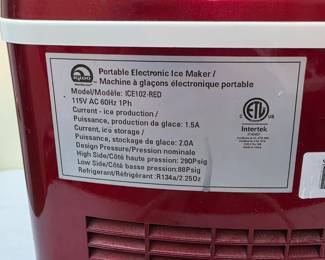 IGLOO
Portable Electronic Ice Maker /
Machine à glaçons électronique portable
Model/Modèle: ICE102-RED
115V AC 60Hz 1Ph
Current - ice production /
Puissance, production de glace: 1.5A
Current - ice storage /
Puissance, stockage de glace: 2.0A
Design Pressure/Pression nominale
High Side/Côté haute pression: 290Psig
Low Side/Côté basse pression: 88Psig
Refrigerant/Réfrigérant: R134a/2.25Oz
ETL
Intertek